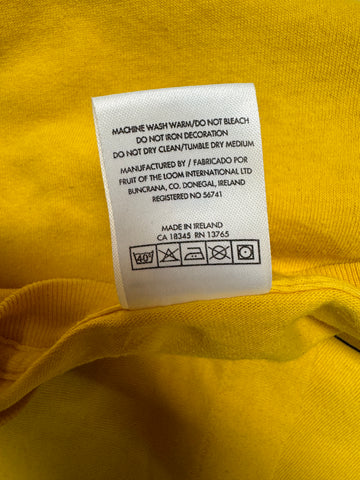 MACHINE WASH WARM/DO NOT BLEACH
DO NOT IRON DECORATION
DO NOT DRY CLEAN/TUMBLE DRY MEDIUM
MANUFACTURED BY / FABRICADO POR
FRUIT OF THE LOOM INTERNATIONAL LTD
BUNCRANA, CO. DONEGAL, IRELAND
REGISTERED NO 56741
MADE IN IRELAND
CA 18345 RN 13765
40°